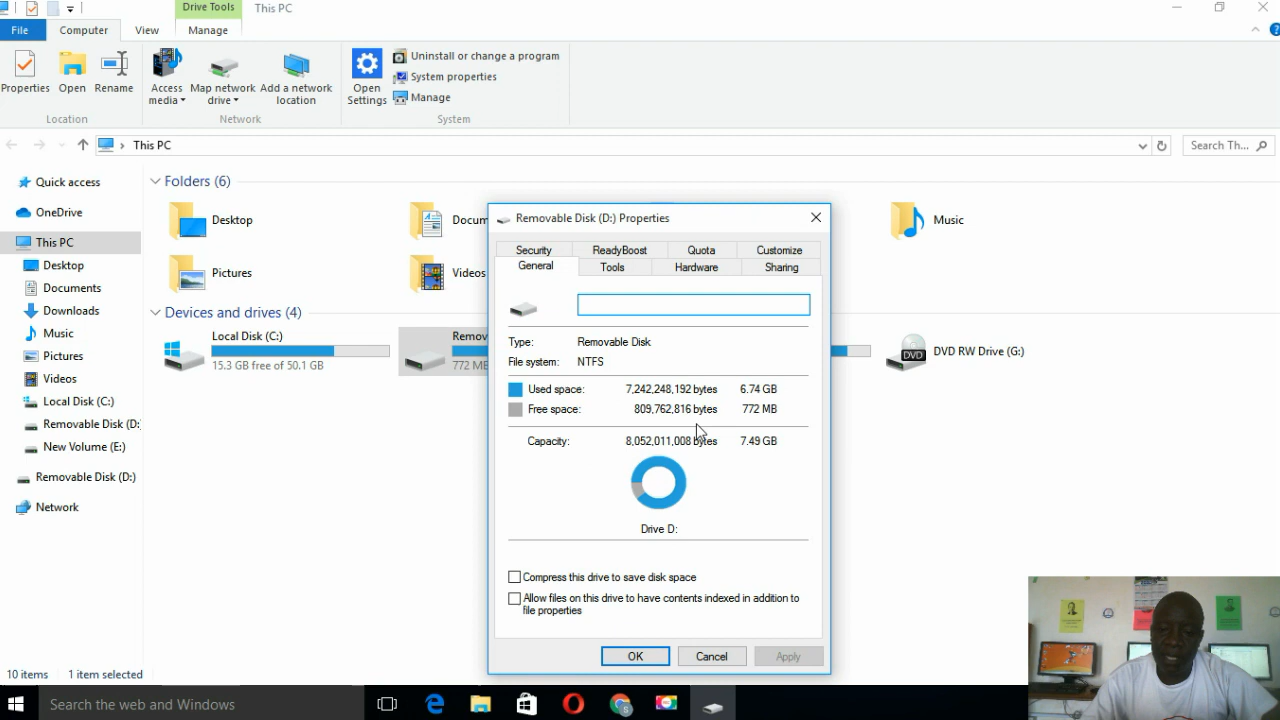 Drive Tools
This PC
File
Computer
View
Manage
Properties
Open
Rename
Access media
Map network drive
Add a network location
Open Settings
Uninstall or change a program
System properties
Manage
Location
Network
System
This PC
Search Th...
Quick access
OneDrive
This PC
Desktop
Documents
Downloads
Music
Pictures
Videos
Local Disk (C:)
Removable Disk (D:
New Volume (E:)
Removable Disk (D:)
Network
Folders (6)
Desktop
Docum
Music
Pictures
Videos
Devices and drives (4)
Local Disk (C:)
15.3 GB free of 50.1 GB
Remov
772 MB
DVD
DVD RW Drive (G:)
Removable Disk (D:) Properties
Security
ReadyBoost
Quota
Customize
General
Tools
Hardware
Sharing
Type: Removable Disk
File system: NTFS
Used space: 7,242,248,192 bytes 6.74 GB
Free space: 809,762,816 bytes 772 MB
Capacity: 8,052,011,008 bytes 7.49 GB
Drive D:
Compress this drive to save disk space
Allow files on this drive to have contents indexed in addition to
file properties
OK
Cancel
Apply
10 items
1 item selected
Search the web and Windows